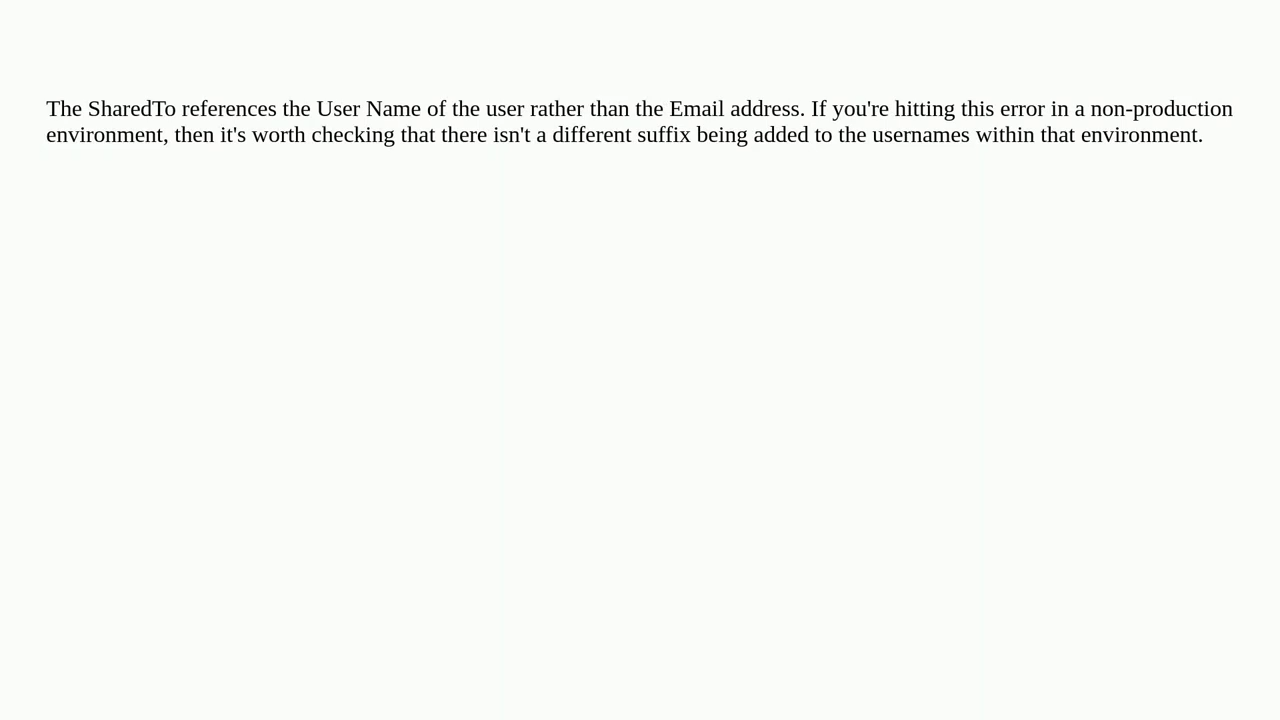 The SharedTo references the User Name of the user rather than the Email address. If you're hitting this error in a non-production
environment, then it's worth checking that there isn't a different suffix being added to the usernames within that environment.